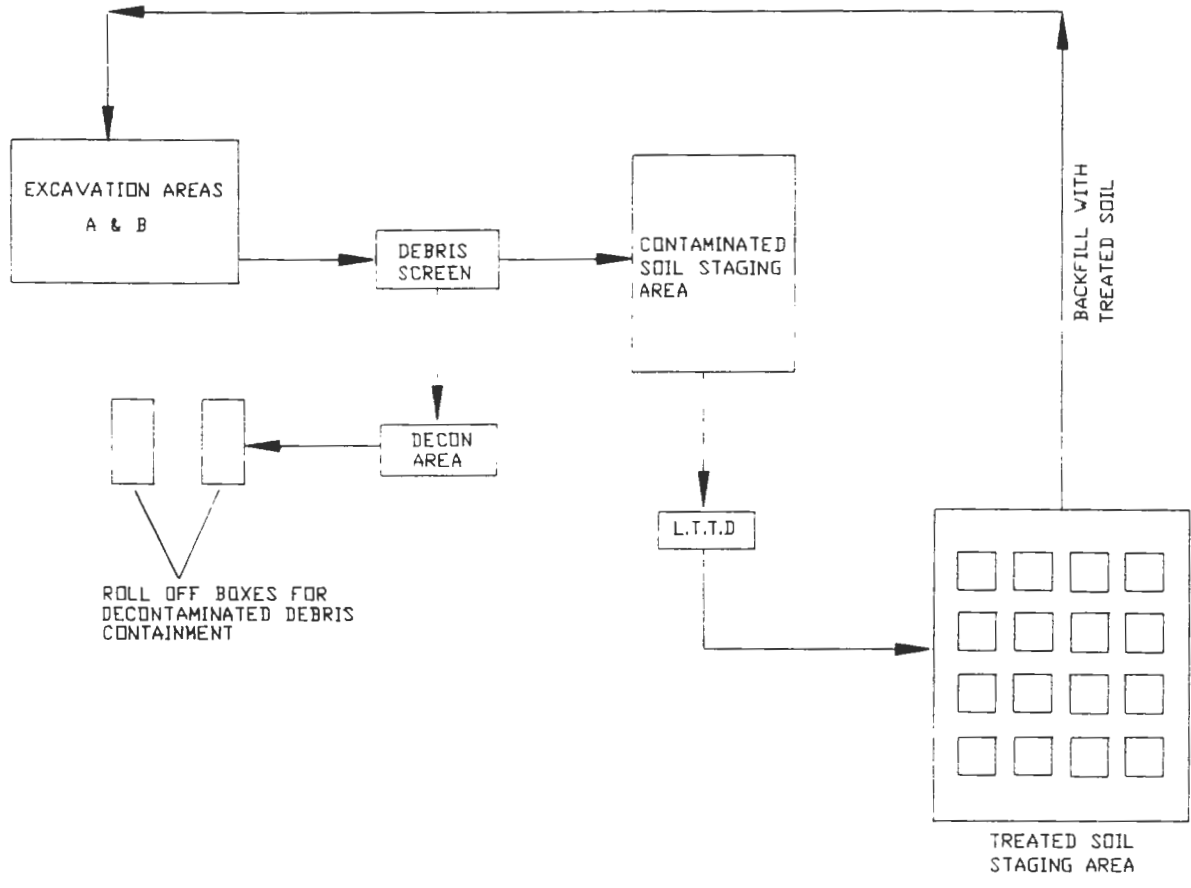 EXCAVATION AREAS
A & B
DEBRIS
SCREEN
CONTAMINATED
SOIL STAGING
AREA
BACKFILL WITH
TREATED SOIL
DECON
AREA
L.T.T.D
ROLL OFF BOXES FOR
DECONTAMINATED DEBRIS
CONTAINMENT
TREATED SOIL
STAGING AREA